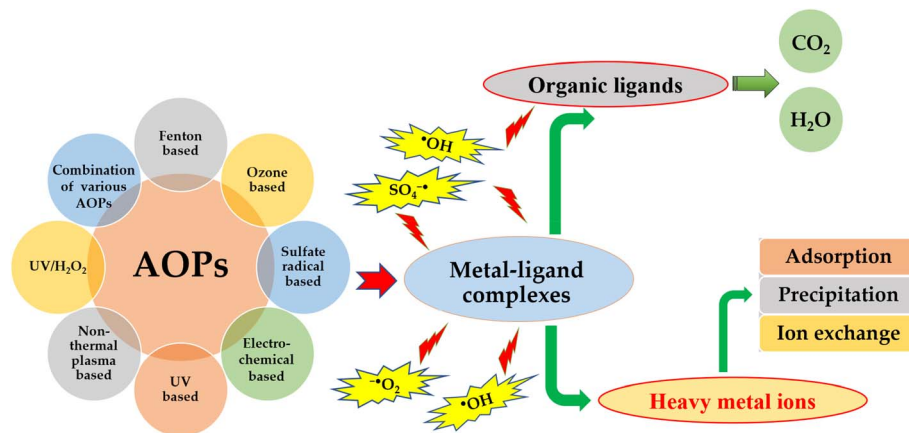 AOPs
Fenton
based
Ozone
based
Sulfate
radical based
Electro-
chemical based
UV
based
Non-
thermal
plasma
based
UV/H₂O₂
Combination
of various
AOPs
•OH
SO₄⁻•
⁻•O₂
•OH
Metal-ligand
complexes
Organic ligands
CO₂
H₂O
Heavy metal ions
Adsorption
Precipitation
Ion exchange